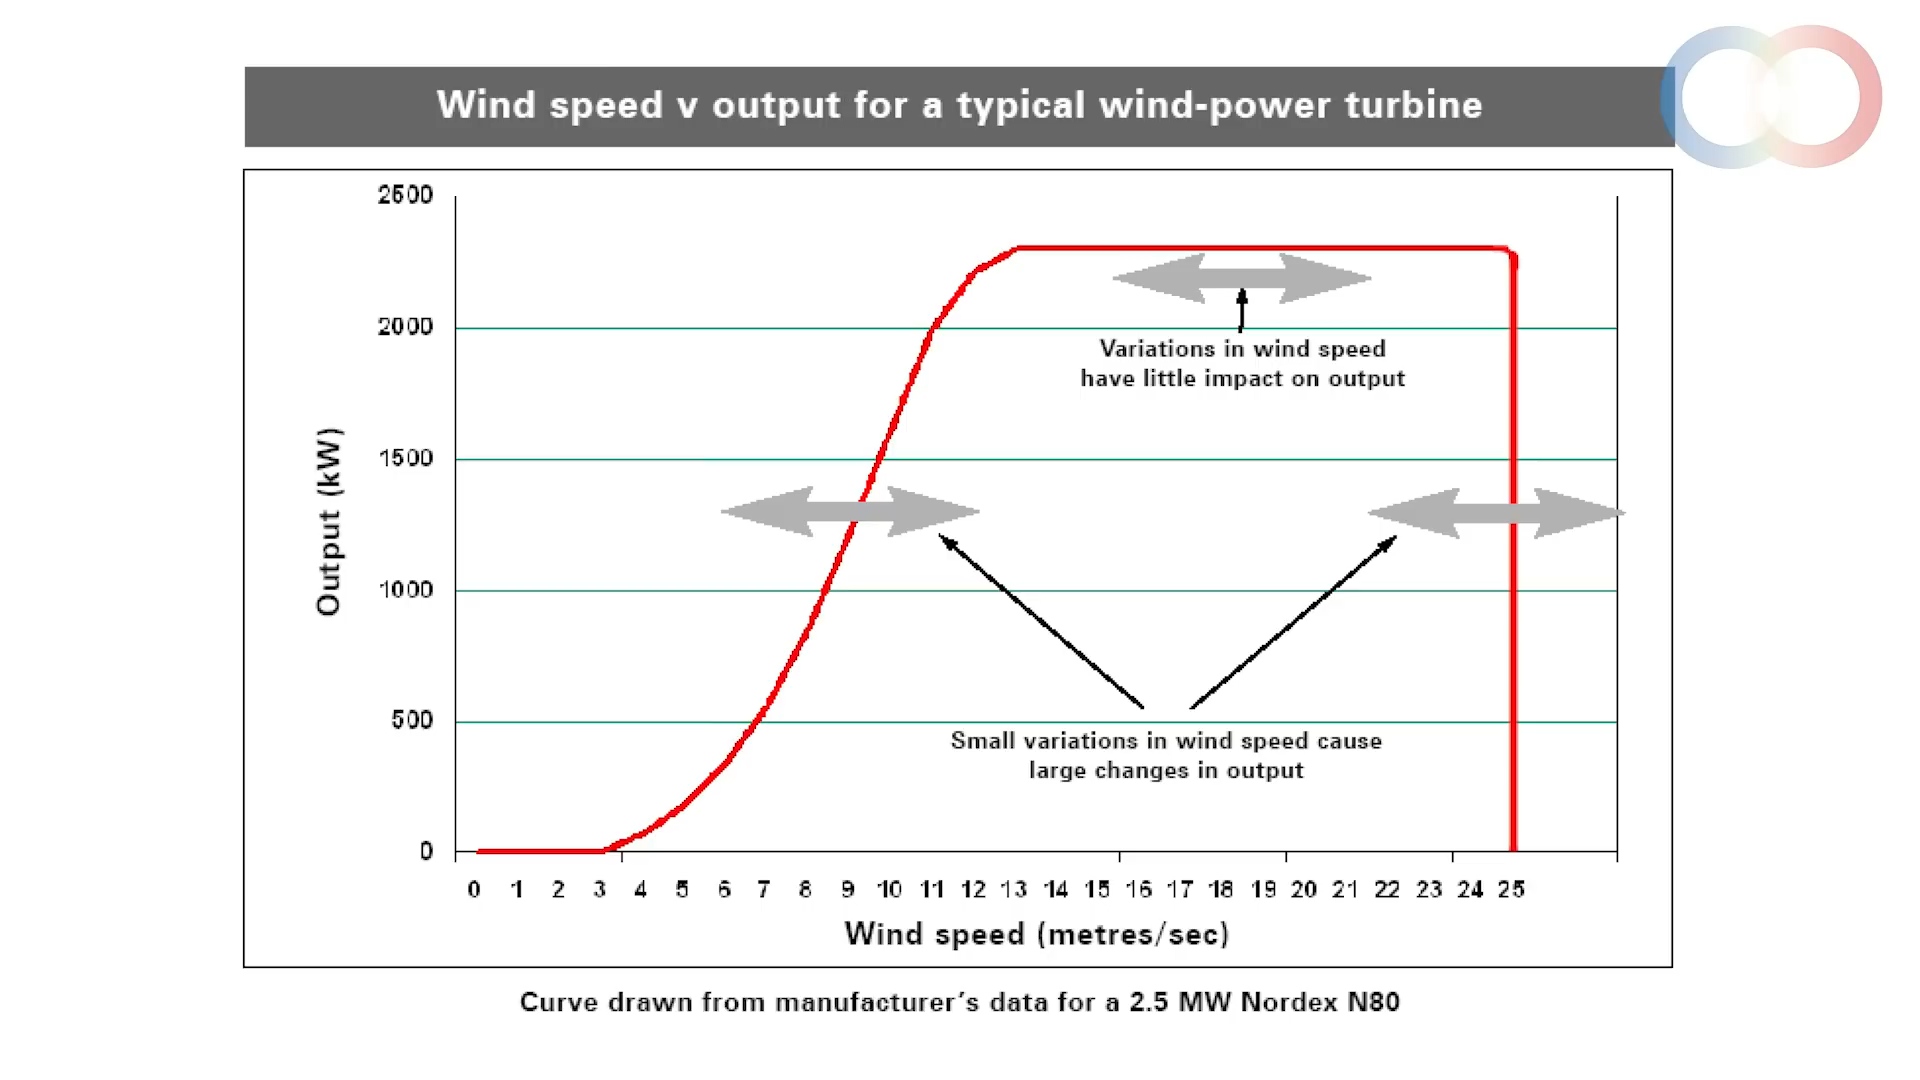 Wind speed v output for a typical wind-power turbine
2500
2000
1500
1000
500
0
Output (kW)
Variations in wind speed
have little impact on output
Small variations in wind speed cause
large changes in output
0 1 2 3 4 5 6 7 8 9 10 11 12 13 14 15 16 17 18 19 20 21 22 23 24 25
Wind speed (metres/sec)
Curve drawn from manufacturer's data for a 2.5 MW Nordex N80